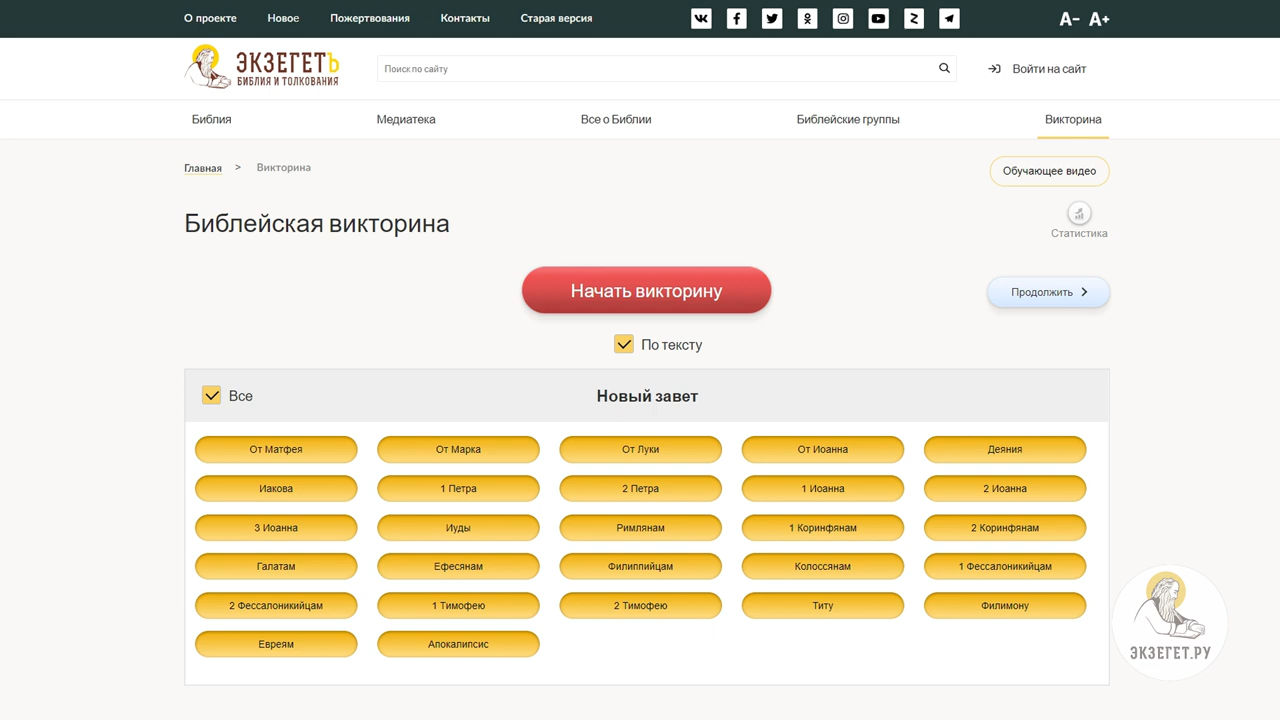 О проекте Новое Пожертвования Контакты Старая версия A- A+
ЭКЗЕГЕТЪ
БИБЛИЯ И ТОЛКОВАНИЯ
Поиск по сайту
Войти на сайт
Библия Медиатека Все о Библии Библейские группы Викторина
Главная > Викторина
Обучающее видео
Библейская викторина
Статистика
Начать викторину
Продолжить
По тексту
Все Новый завет
От Матфея От Марка От Луки От Иоанна Деяния
Иакова 1 Петра 2 Петра 1 Иоанна 2 Иоанна
3 Иоанна Иуды Римлянам 1 Коринфянам 2 Коринфянам
Галатам Ефесянам Филиппийцам Колоссянам 1 Фессалоникийцам
2 Фессалоникийцам 1 Тимофею 2 Тимофею Титу Филимону
Евреям Апокалипсис
ЭКЗЕГЕТ.РУ